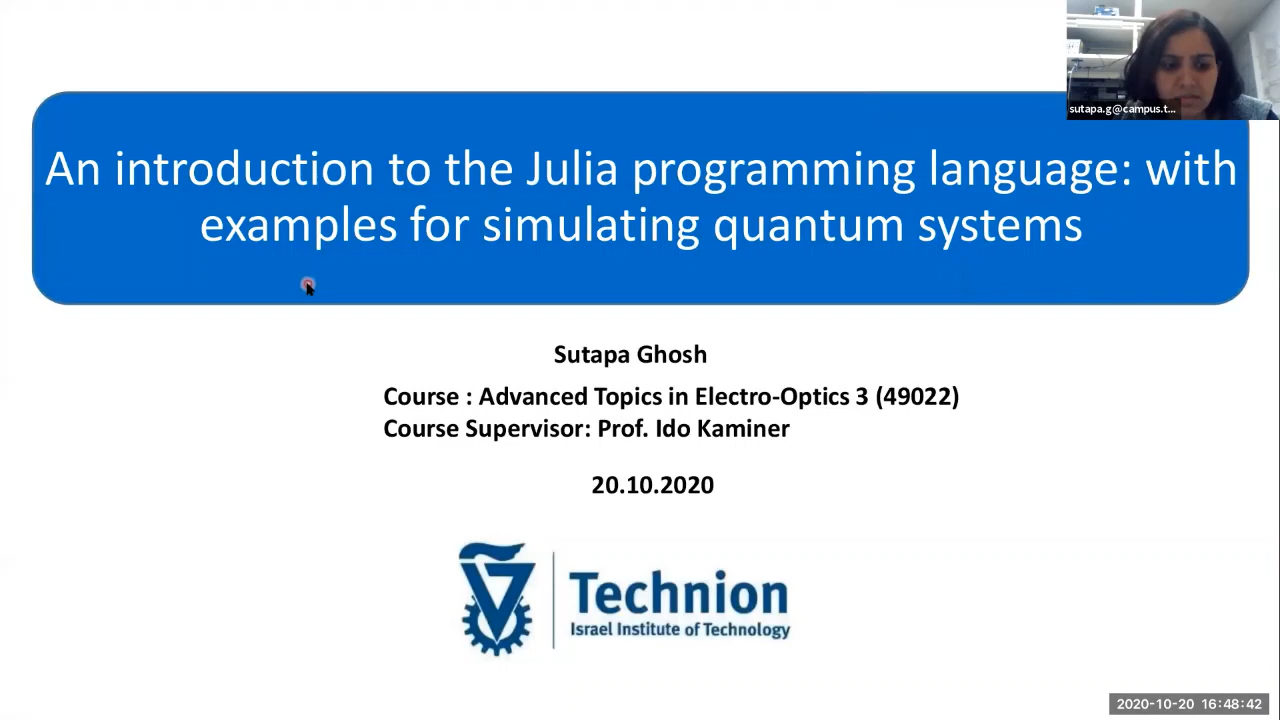 sutapa.g@campus.t...
An introduction to the Julia programming language: with
examples for simulating quantum systems
Sutapa Ghosh
Course : Advanced Topics in Electro-Optics 3 (49022)
Course Supervisor: Prof. Ido Kaminer
20.10.2020
Technion
Israel Institute of Technology
2020-10-20 16:48:42